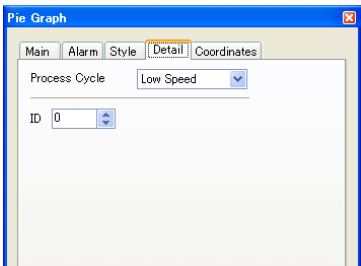 Pie Graph
Main Alarm Style Detail Coordinates
Process Cycle Low Speed
ID 0